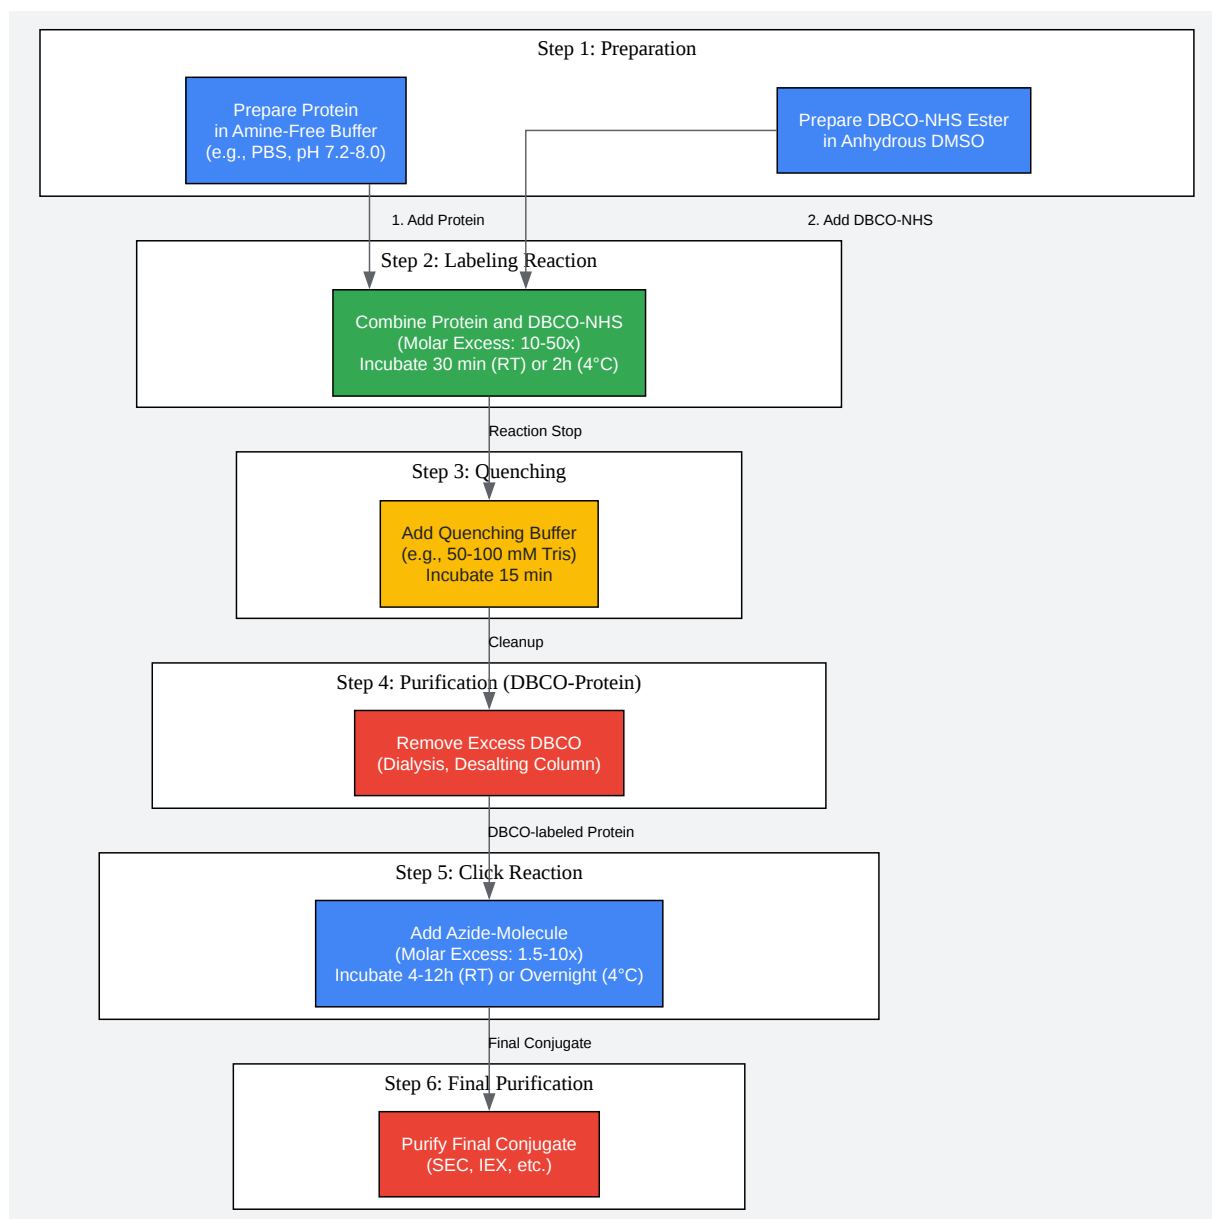 Step 1: Preparation
Prepare Protein
in Amine-Free Buffer
(e.g., PBS, pH 7.2-8.0)
Prepare DBCO-NHS Ester
in Anhydrous DMSO
1. Add Protein
2. Add DBCO-NHS
Step 2: Labeling Reaction
Combine Protein and DBCO-NHS
(Molar Excess: 10-50x)
Incubate 30 min (RT) or 2h (4°C)
Reaction Stop
Step 3: Quenching
Add Quenching Buffer
(e.g., 50-100 mM Tris)
Incubate 15 min
Cleanup
Step 4: Purification (DBCO-Protein)
Remove Excess DBCO
(Dialysis, Desalting Column)
DBCO-labeled Protein
Step 5: Click Reaction
Add Azide-Molecule
(Molar Excess: 1.5-10x)
Incubate 4-12h (RT) or Overnight (4°C)
Final Conjugate
Step 6: Final Purification
Purify Final Conjugate
(SEC, IEX, etc.)